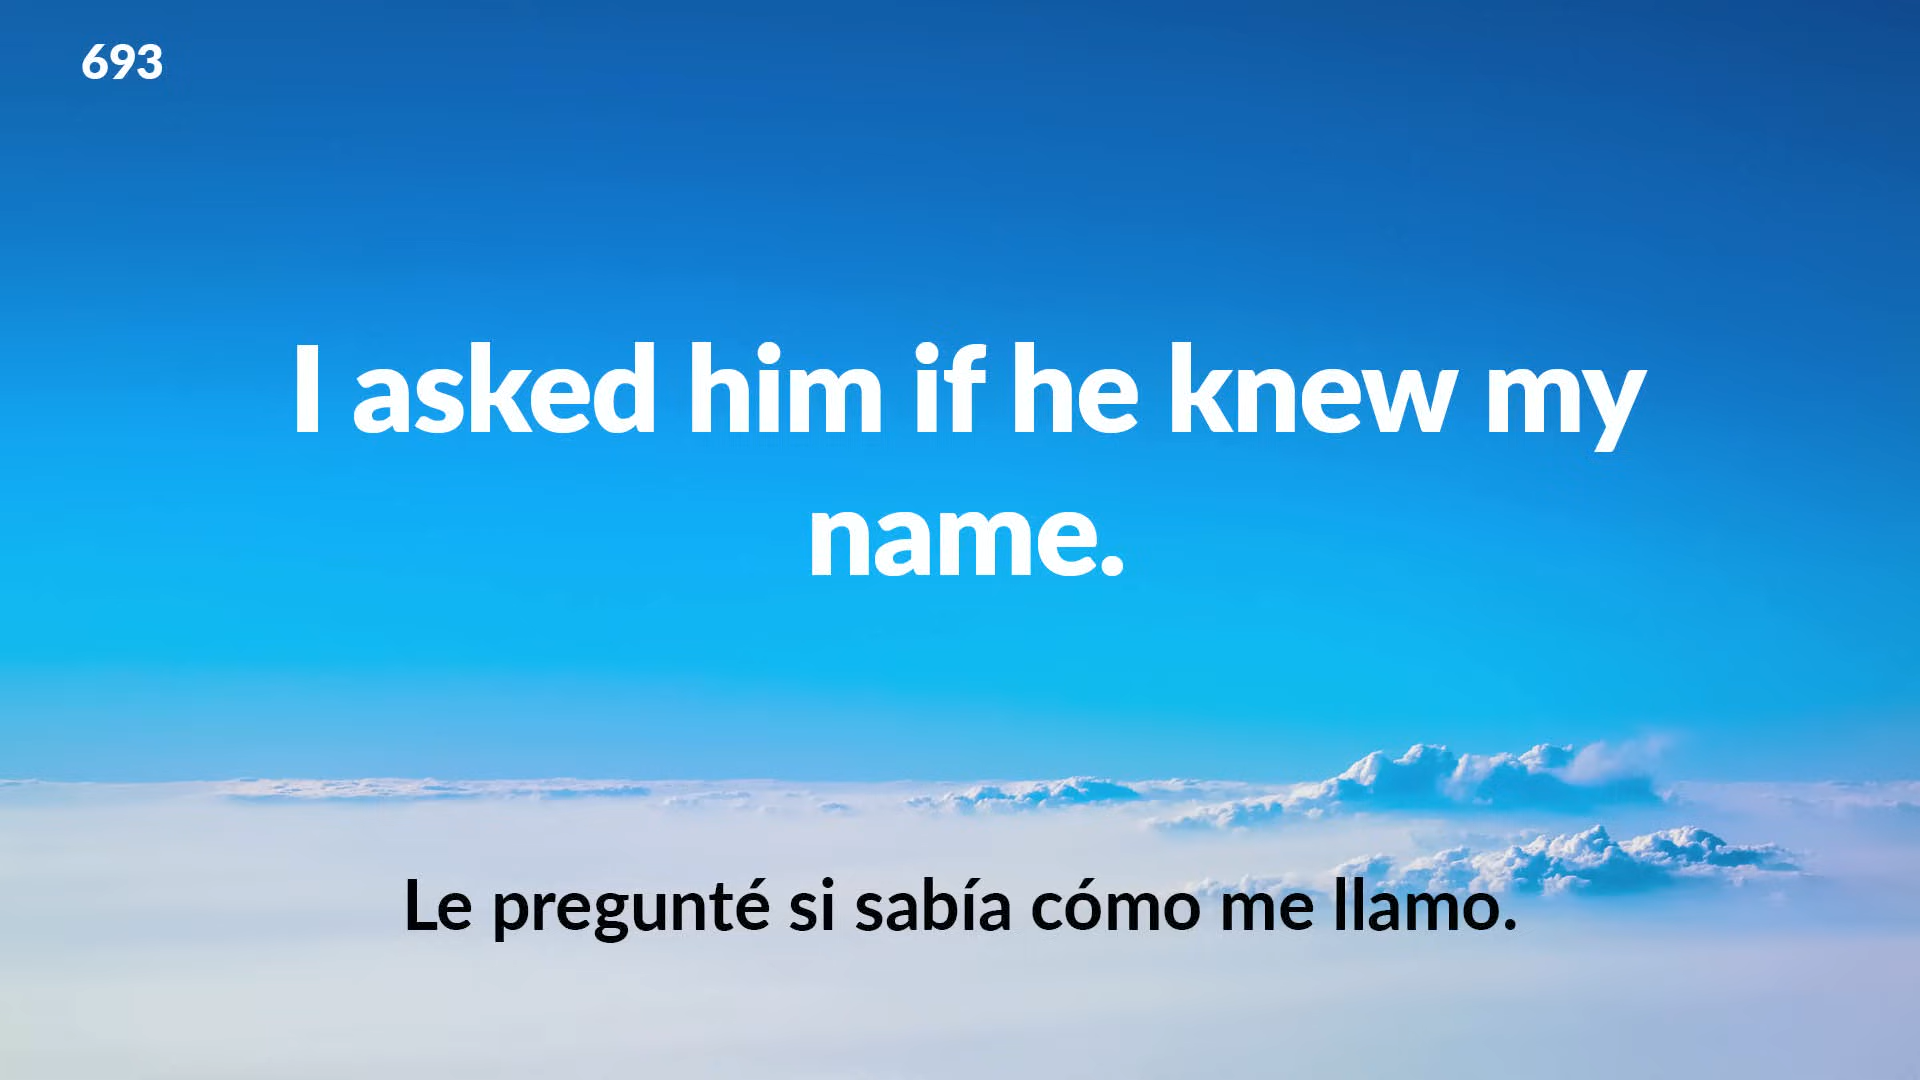 693
I asked him if he knew my
name.
Le pregunté si sabía cómo me llamo.